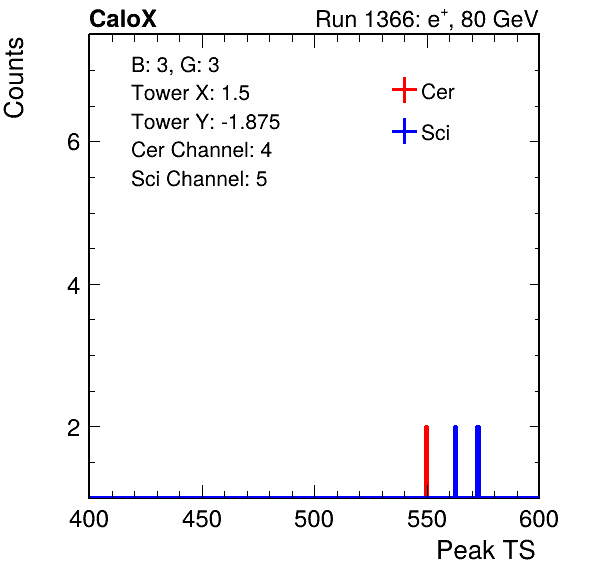 CaloX
Run 1366: e+, 80 GeV
Counts
B: 3, G: 3
Tower X: 1.5
Tower Y: -1.875
Cer Channel: 4
Sci Channel: 5
Cer
Sci
6
4
2
400 450 500 550 600
Peak TS